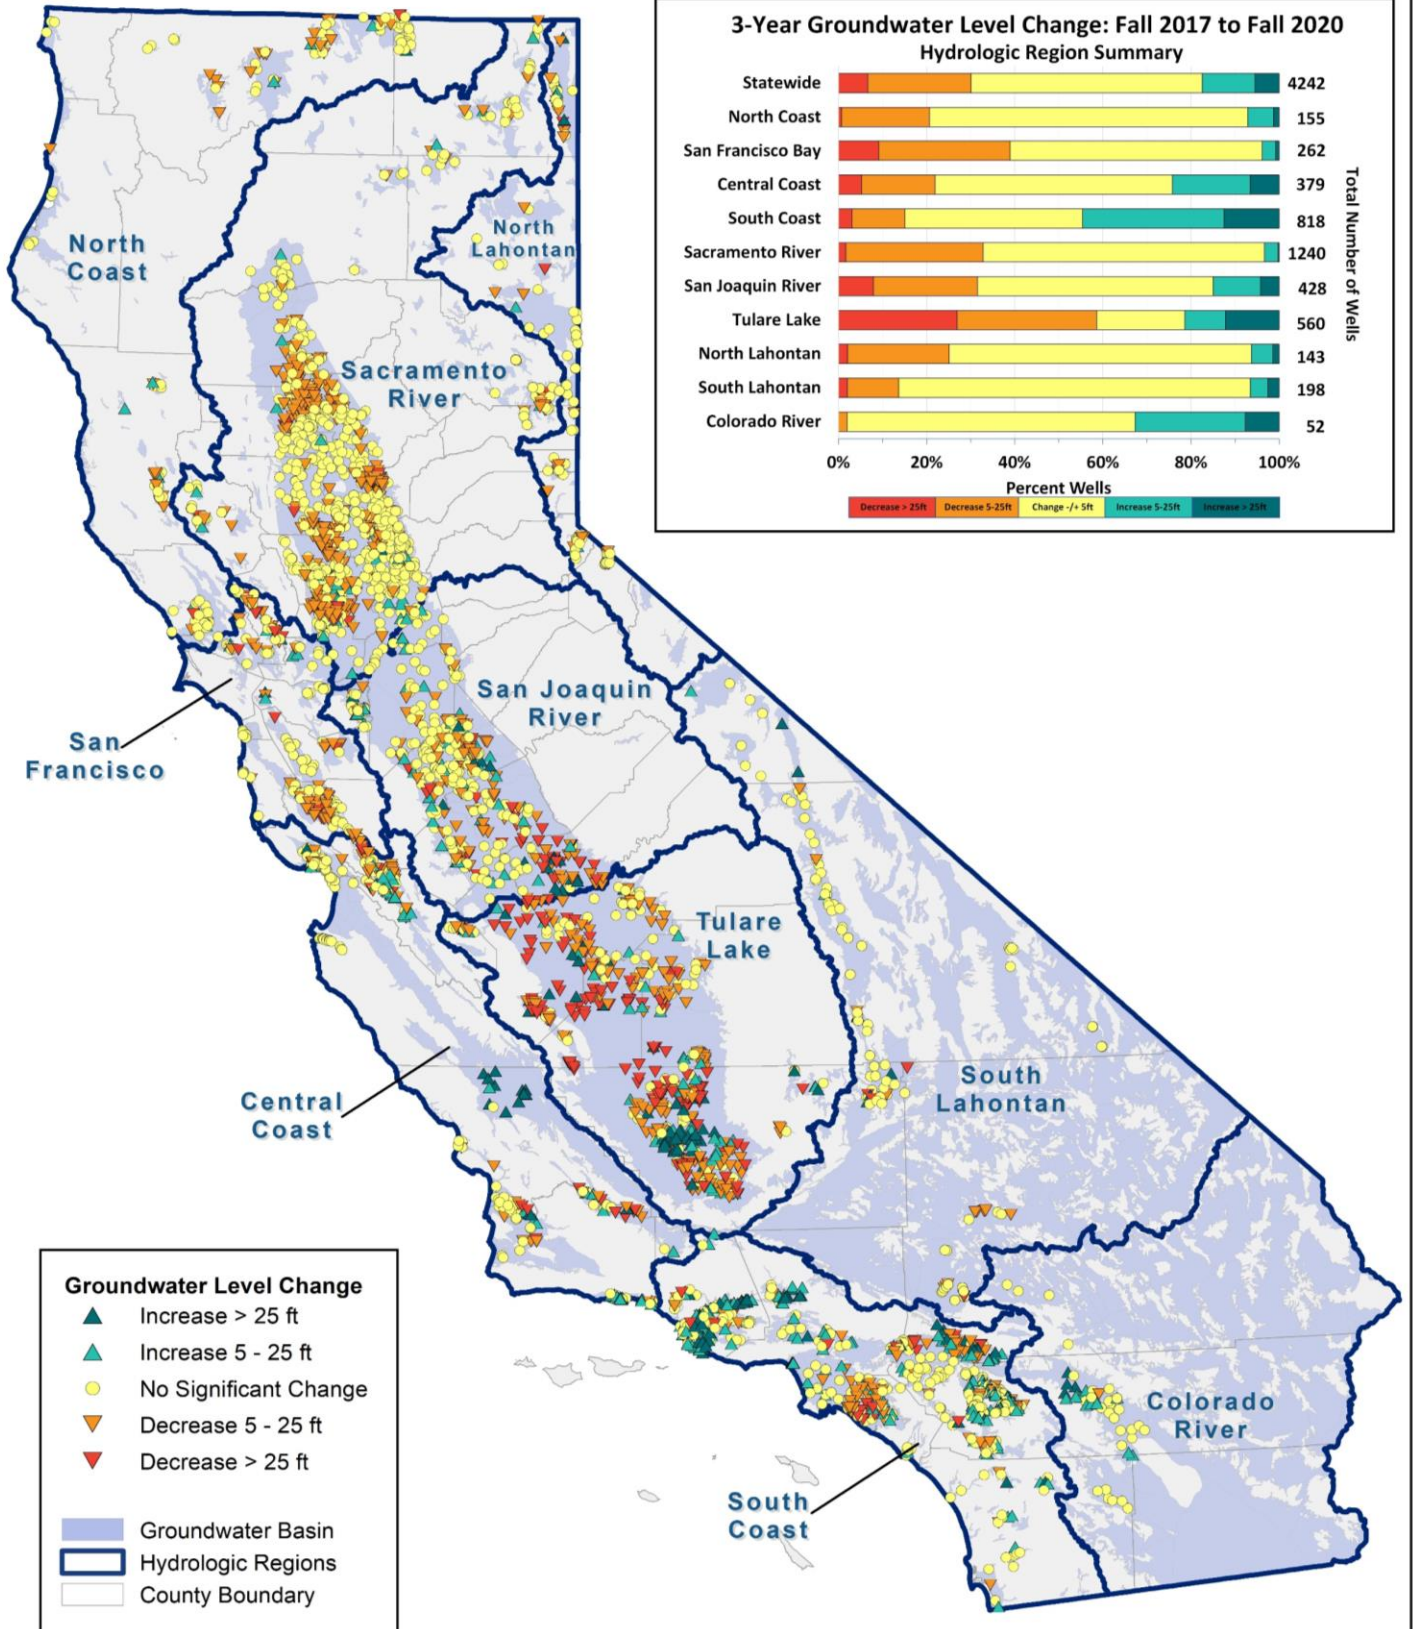 3-Year Groundwater Level Change: Fall 2017 to Fall 2020
Hydrologic Region Summary
Statewide 4242
North Coast 155
San Francisco Bay 262
Central Coast 379
South Coast 818
Sacramento River 1240
San Joaquin River 428
Tulare Lake 560
North Lahontan 143
South Lahontan 198
Colorado River 52
Total Number of Wells
0% 20% 40% 60% 80% 100%
Percent Wells
Decrease > 25ft Decrease 5-25ft Change -/+ 5ft Increase 5-25ft Increase > 25ft
North
Coast
North
Lahontan
Sacramento
River
San Joaquin
River
San
Francisco
Tulare
Lake
Central
Coast
South
Lahontan
Colorado
River
South
Coast
Groundwater Level Change
Increase > 25 ft
Increase 5 - 25 ft
No Significant Change
Decrease 5 - 25 ft
Decrease > 25 ft
Groundwater Basin
Hydrologic Regions
County Boundary